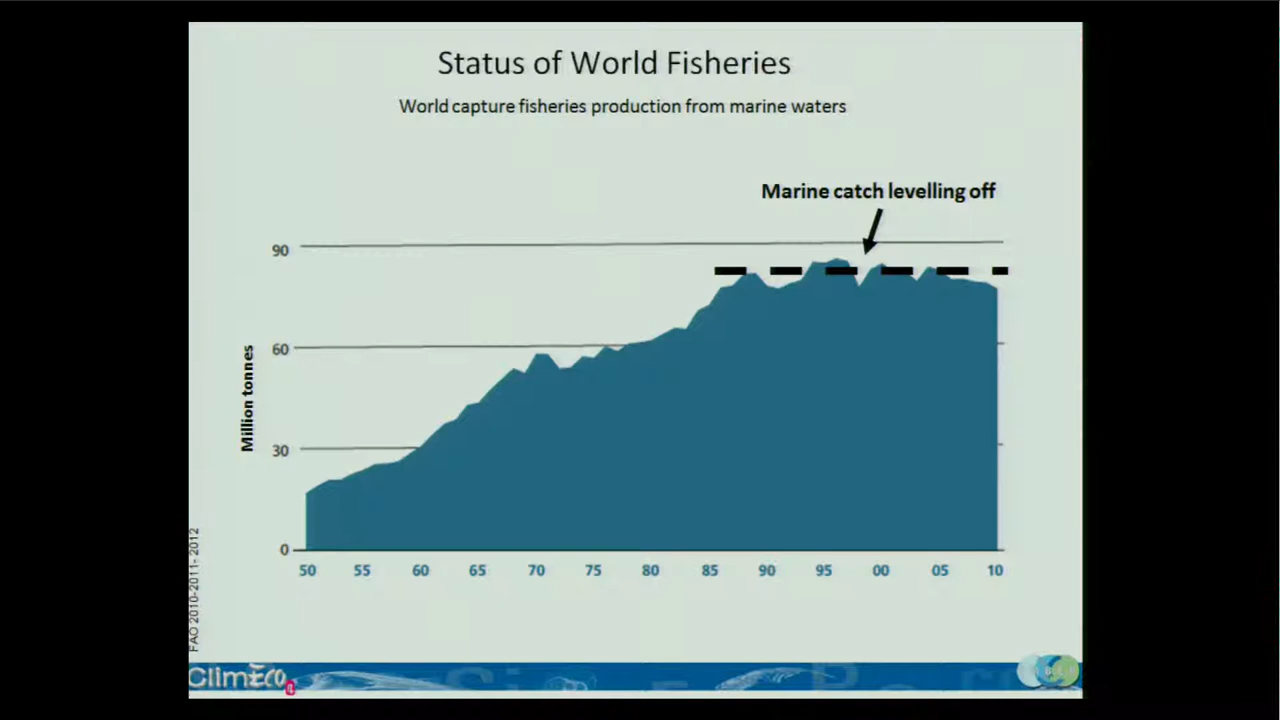 Status of World Fisheries
World capture fisheries production from marine waters
Marine catch levelling off
90
60
30
0
Million tonnes
50 55 60 65 70 75 80 85 90 95 00 05 10
FAO 2010-2011- 2012
ClimEco